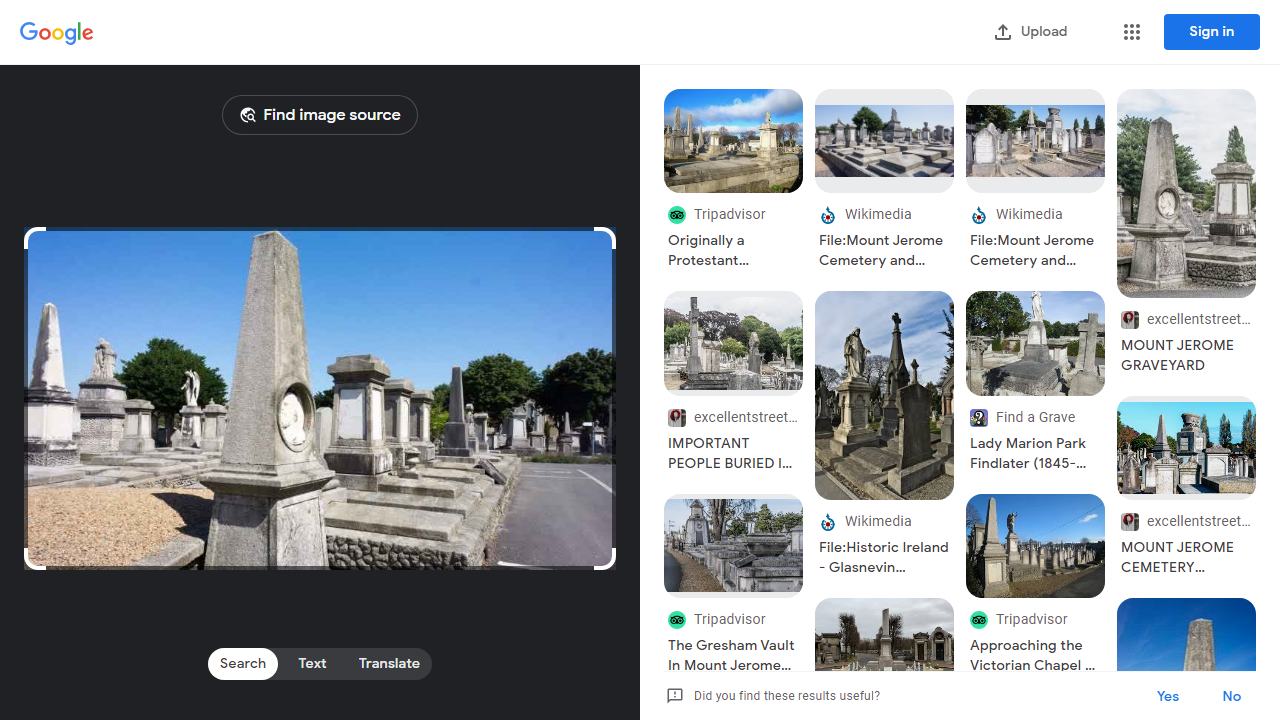 Google
Upload
Sign in
Find image source
Search
Text
Translate
Tripadvisor
Originally a
Protestant...
Wikimedia
File:Mount Jerome
Cemetery and...
Wikimedia
File:Mount Jerome
Cemetery and...
excellentstreet...
MOUNT JEROME
GRAVEYARD
excellentstreet...
IMPORTANT
PEOPLE BURIED I...
Wikimedia
File:Historic Ireland
- Glasnevin...
Find a Grave
Lady Marion Park
Findlater (1845-...
excellentstreet...
MOUNT JEROME
CEMETERY...
Tripadvisor
The Gresham Vault
In Mount Jerome...
Tripadvisor
Approaching the
Victorian Chapel ...
Did you find these results useful?
Yes
No